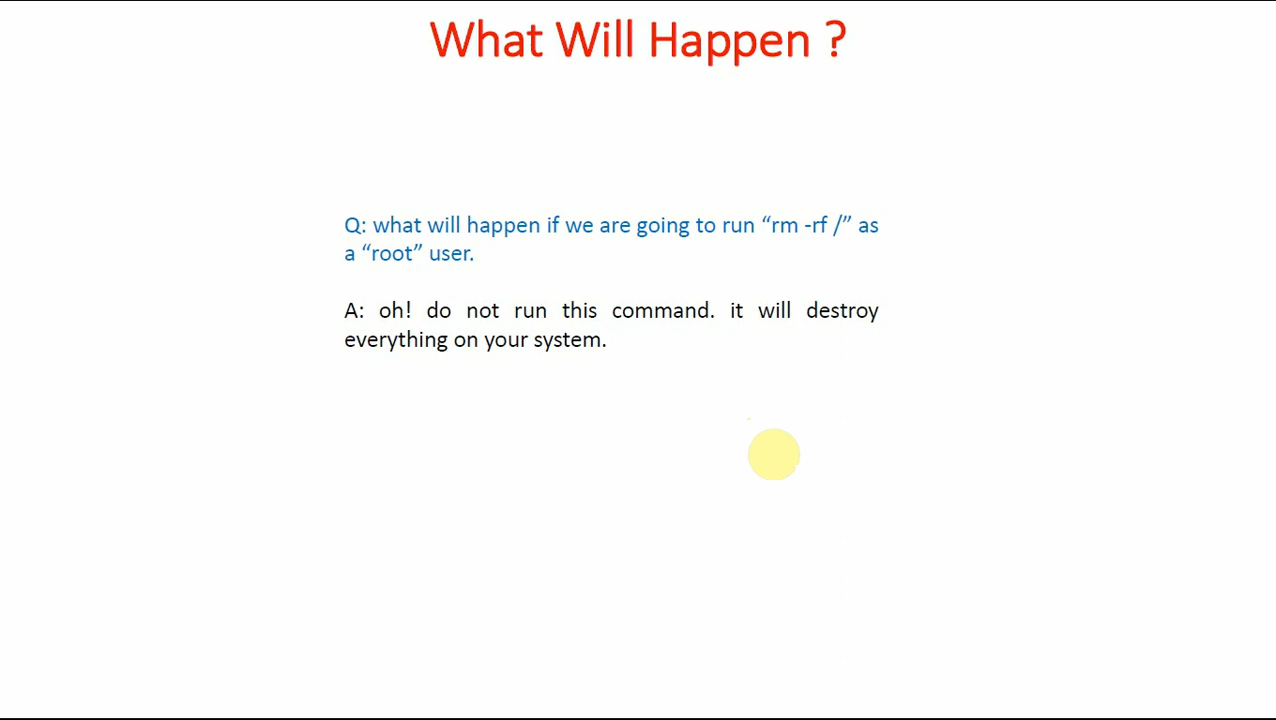 What Will Happen ?
Q: what will happen if we are going to run “rm -rf /” as
a “root” user.
A: oh! do not run this command. it will destroy
everything on your system.